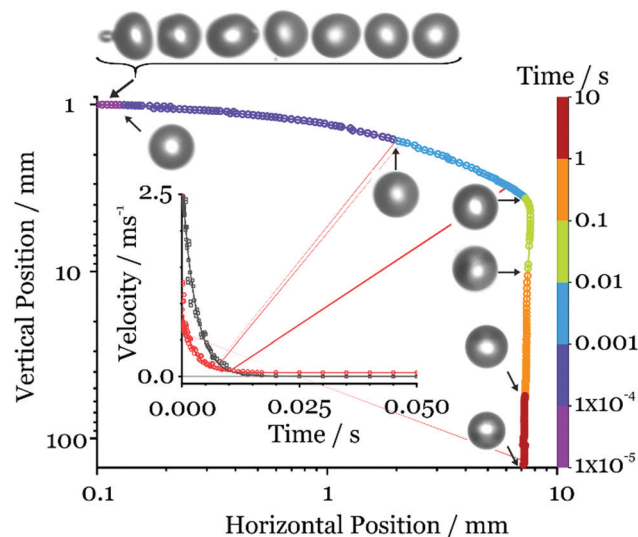 Time / s
10
1
0.1
0.01
0.001
1x10⁻⁴
1x10⁻⁵
Vertical Position / mm
1
10
100
Velocity / ms⁻¹
2.5
0.0
0.000
0.025
0.050
Time / s
0.1
1
10
Horizontal Position / mm